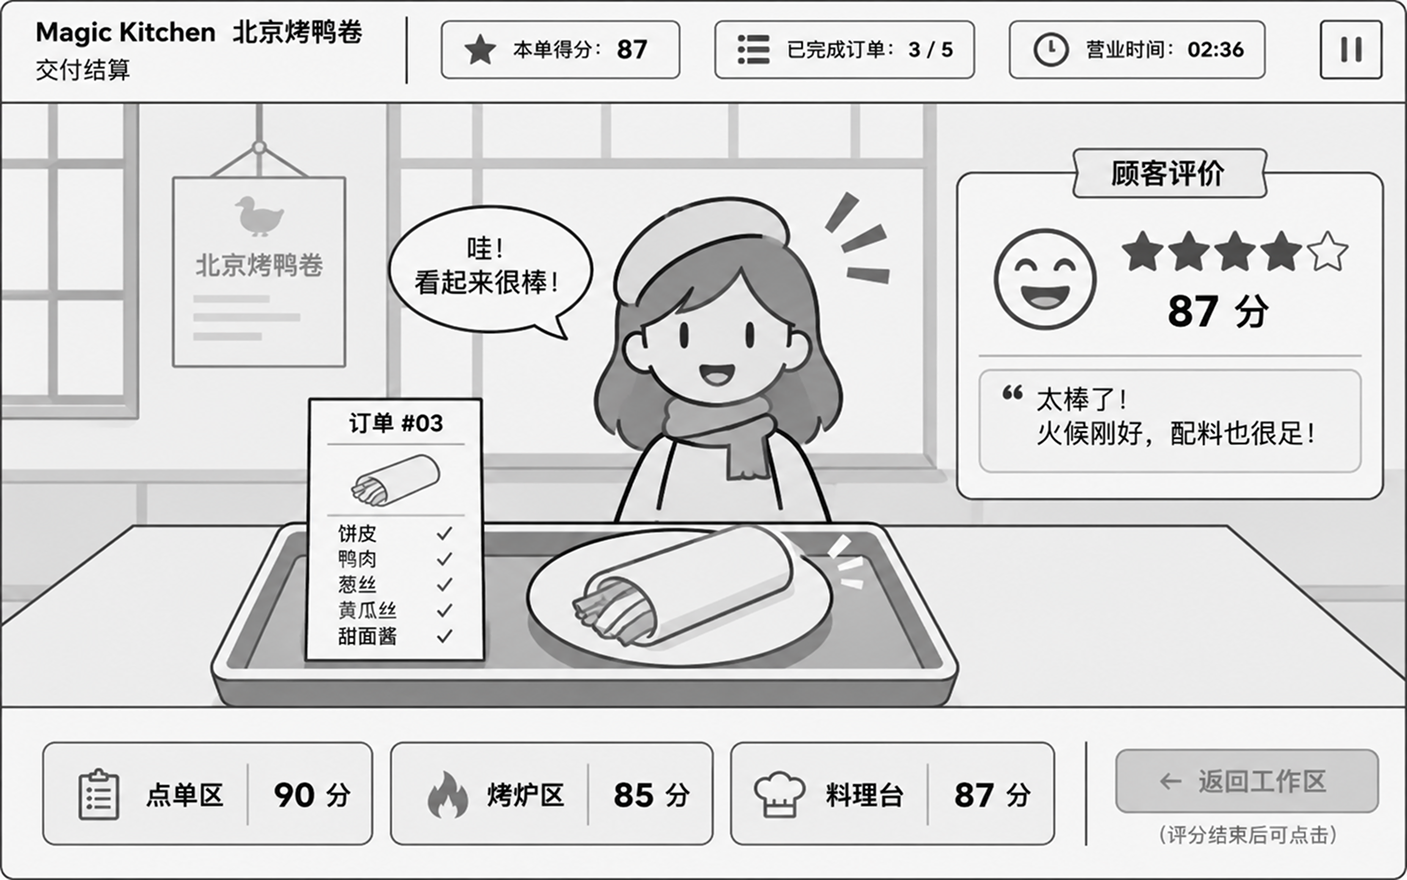 Magic Kitchen 北京烤鸭卷
交付结算
本单得分：87
已完成订单：3 / 5
营业时间：02:36
北京烤鸭卷
哇！
看起来很棒！
顾客评价
87 分
“太棒了！
火候刚好，配料也很足！
订单 #03
饼皮 ✓
鸭肉 ✓
葱丝 ✓
黄瓜丝 ✓
甜面酱 ✓
点单区 90 分
烤炉区 85 分
料理台 87 分
← 返回工作区
（评分结束后可点击）